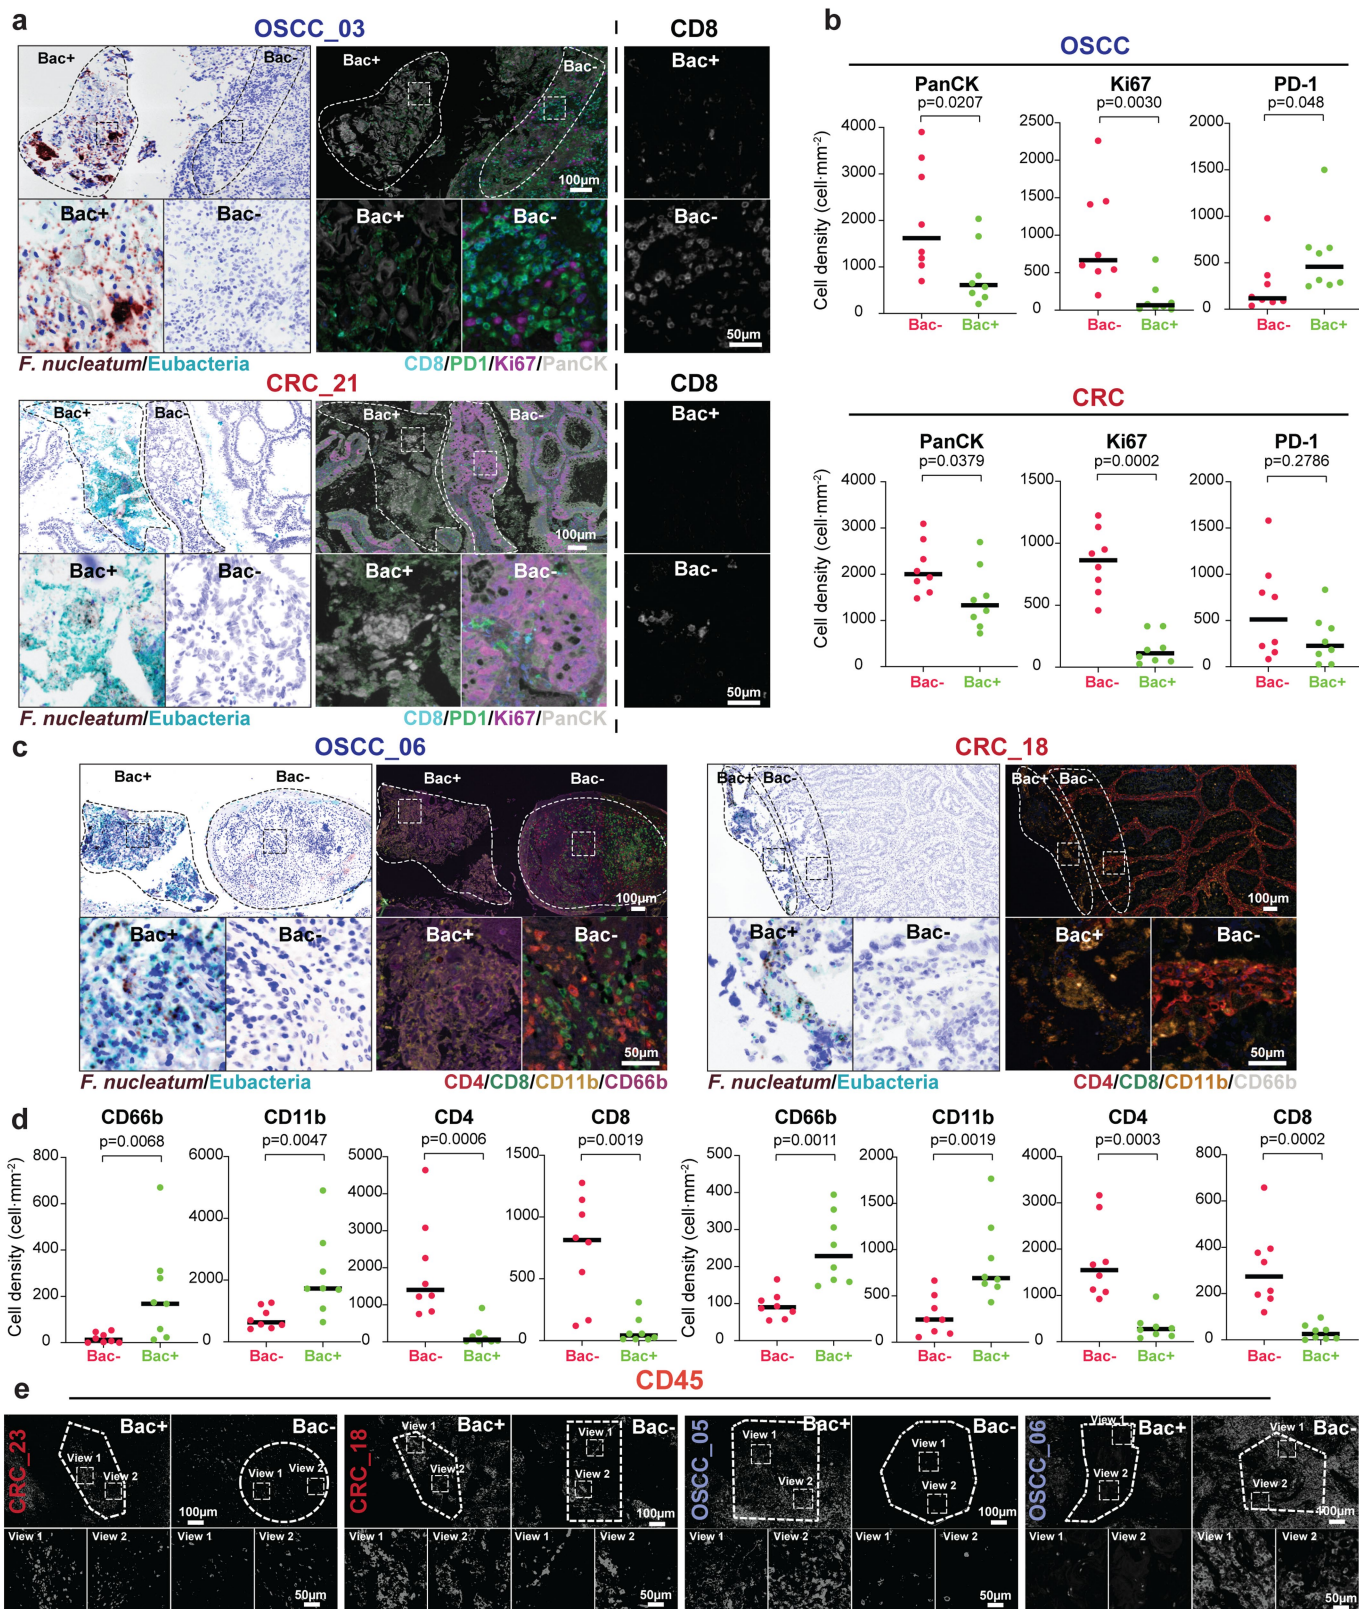 a
OSCC_03
Bac+
Bac-
Bac+
Bac-
100µm
Bac+
Bac-
Bac+
Bac-
F. nucleatum/Eubacteria
CD8/PD1/Ki67/PanCK
CD8
Bac+
Bac-
50µm
CRC_21
Bac+
Bac-
Bac+
Bac-
100µm
Bac+
Bac-
Bac+
Bac-
F. nucleatum/Eubacteria
CD8/PD1/Ki67/PanCK
CD8
Bac+
Bac-
50µm
b
OSCC
PanCK
p=0.0207
Cell density (cell·mm-2)
4000
3000
2000
1000
0
Bac-
Bac+
Ki67
p=0.0030
2500
2000
1500
1000
500
0
Bac-
Bac+
PD-1
p=0.048
2000
1500
1000
500
0
Bac-
Bac+
CRC
PanCK
p=0.0379
Cell density (cell·mm-2)
4000
3000
2000
1000
0
Bac-
Bac+
Ki67
p=0.0002
1500
1000
500
0
Bac-
Bac+
PD-1
p=0.2786
2000
1500
1000
500
0
Bac-
Bac+
c
OSCC_06
Bac+
Bac-
Bac+
Bac-
100µm
Bac+
Bac-
Bac+
Bac-
50µm
F. nucleatum/Eubacteria
CD4/CD8/CD11b/CD66b
CRC_18
Bac+
Bac-
Bac+
Bac-
100µm
Bac+
Bac-
Bac+
Bac-
50µm
F. nucleatum/Eubacteria
CD4/CD8/CD11b/CD66b
d
CD66b
p=0.0068
Cell density (cell·mm-2)
800
600
400
200
0
Bac-
Bac+
CD11b
p=0.0047
6000
4000
2000
0
Bac-
Bac+
CD4
p=0.0006
5000
4000
3000
2000
1000
0
Bac-
Bac+
CD8
p=0.0019
1500
1000
500
0
Bac-
Bac+
CD66b
p=0.0011
Cell density (cell·mm-2)
500
400
300
200
100
0
Bac-
Bac+
CD11b
p=0.0019
2000
1500
1000
500
0
Bac-
Bac+
CD4
p=0.0003
4000
3000
2000
1000
0
Bac-
Bac+
CD8
p=0.0002
800
600
400
200
0
Bac-
Bac+
e
CD45
CRC_23
Bac+
View 1
View 2
Bac-
View 1
View 2
100µm
View 1
View 2
View 1
View 2
50µm
CRC_18
Bac+
View 1
View 2
Bac-
View 1
View 2
100µm
View 1
View 2
View 1
View 2
50µm
OSCC_05
Bac+
View 1
View 2
Bac-
View 1
View 2
100µm
View 1
View 2
View 1
View 2
50µm
OSCC_06
Bac+
View 1
View 2
Bac-
View 1
View 2
100µm
View 1
View 2
View 1
View 2
50µm